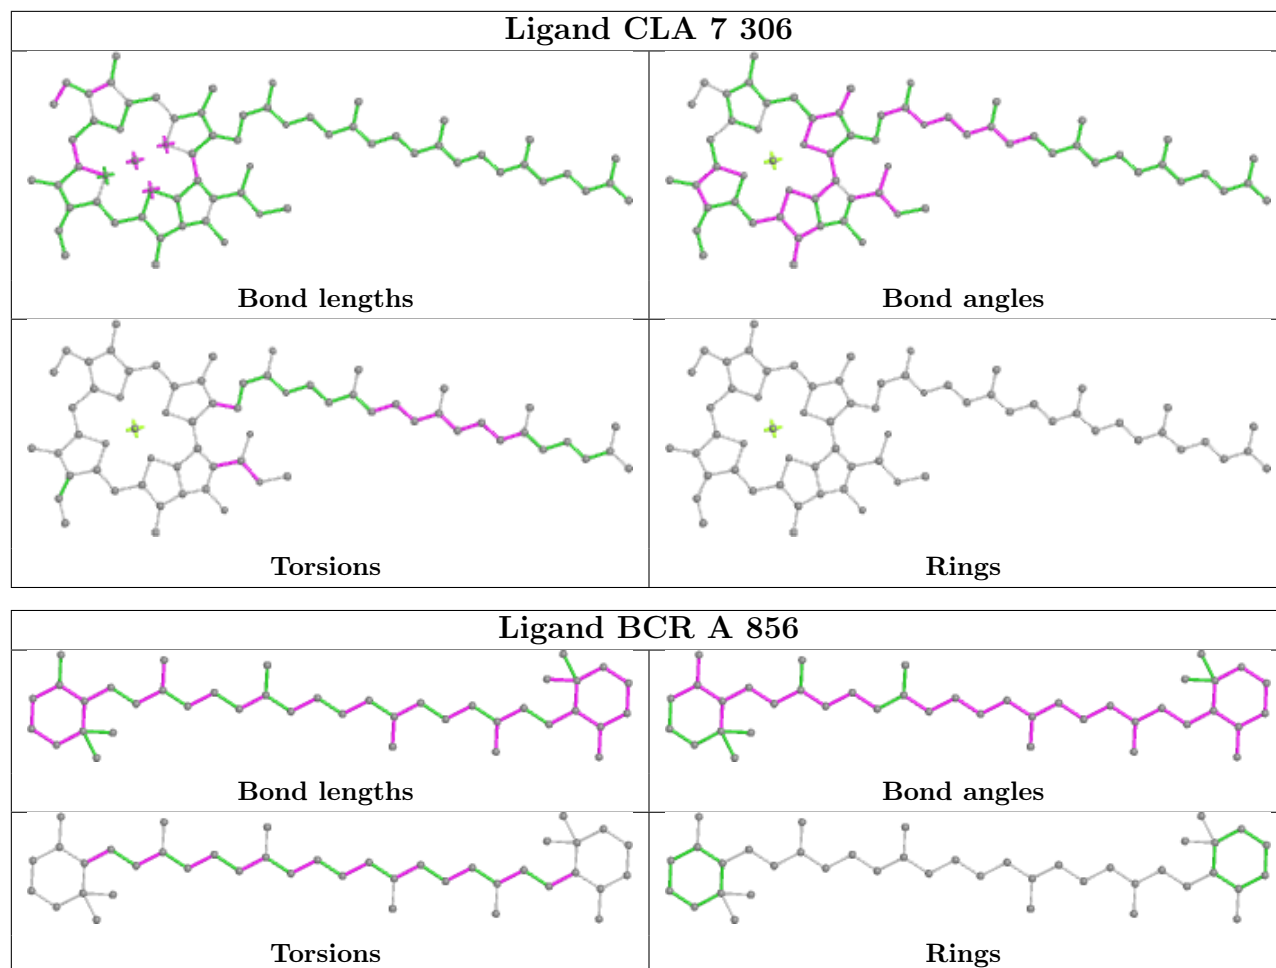 Ligand CLA 7 306
Bond lengths
Bond angles
Torsions
Rings
Ligand BCR A 856
Bond lengths
Bond angles
Torsions
Rings